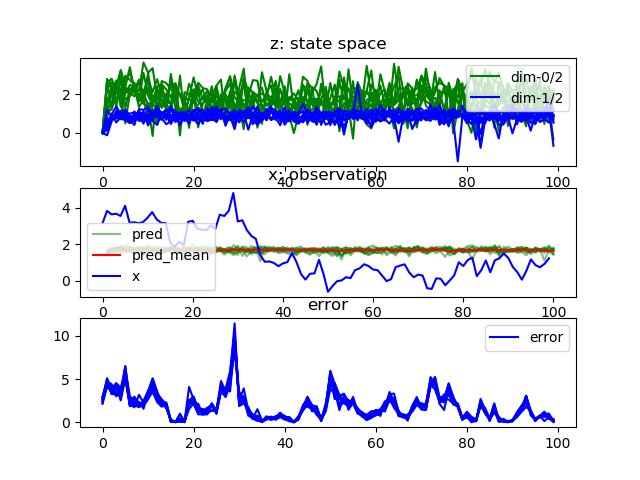 z: state space
2
0
dim-0/2
dim-1/2
0 20 40 60 80 100
x: observation
4
2
0
pred
pred_mean
x
0 20 40 60 80 100
error
10
5
0
error
0 20 40 60 80 100